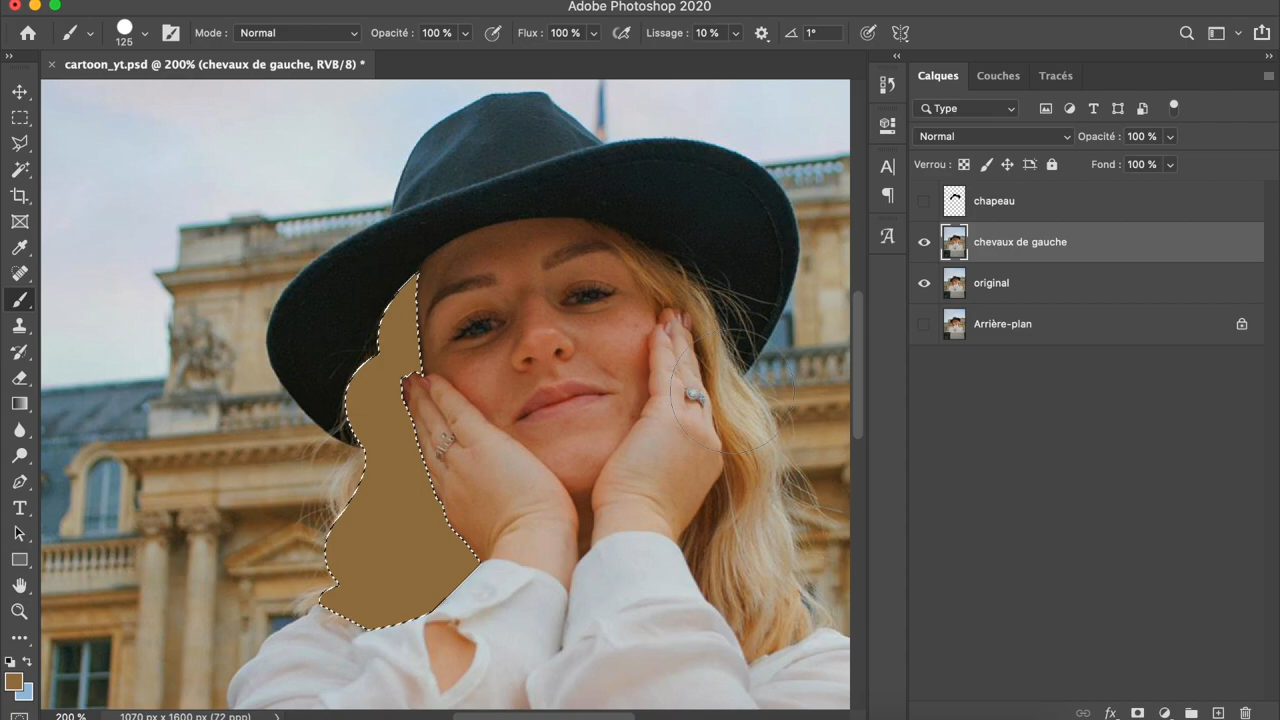 Adobe Photoshop 2020
125
Mode : Normal
Opacité : 100 %
Flux : 100 %
Lissage : 10 %
1°
cartoon_yt.psd @ 200% (chevaux de gauche, RVB/8) *
Calques
Couches
Tracés
Type
Normal
Opacité : 100 %
Verrou :
Fond : 100 %
chapeau
chevaux de gauche
original
Arrière-plan
200 %
1070 px x 1600 px (72 ppp)